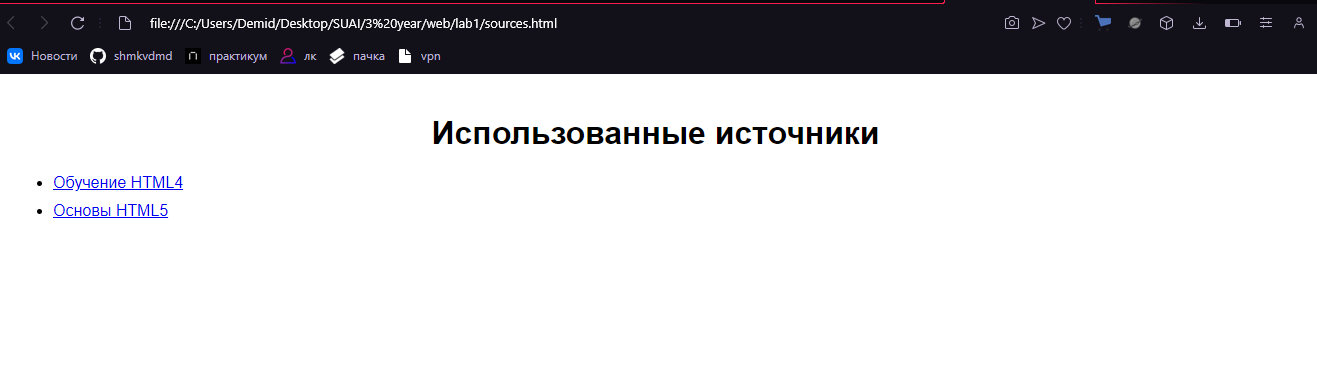 file:///C:/Users/Demid/Desktop/SUAI/3%20year/web/lab1/sources.html
Новости shmkvdmd практикум лк пачка vpn
Использованные источники
• Обучение HTML4
• Основы HTML5